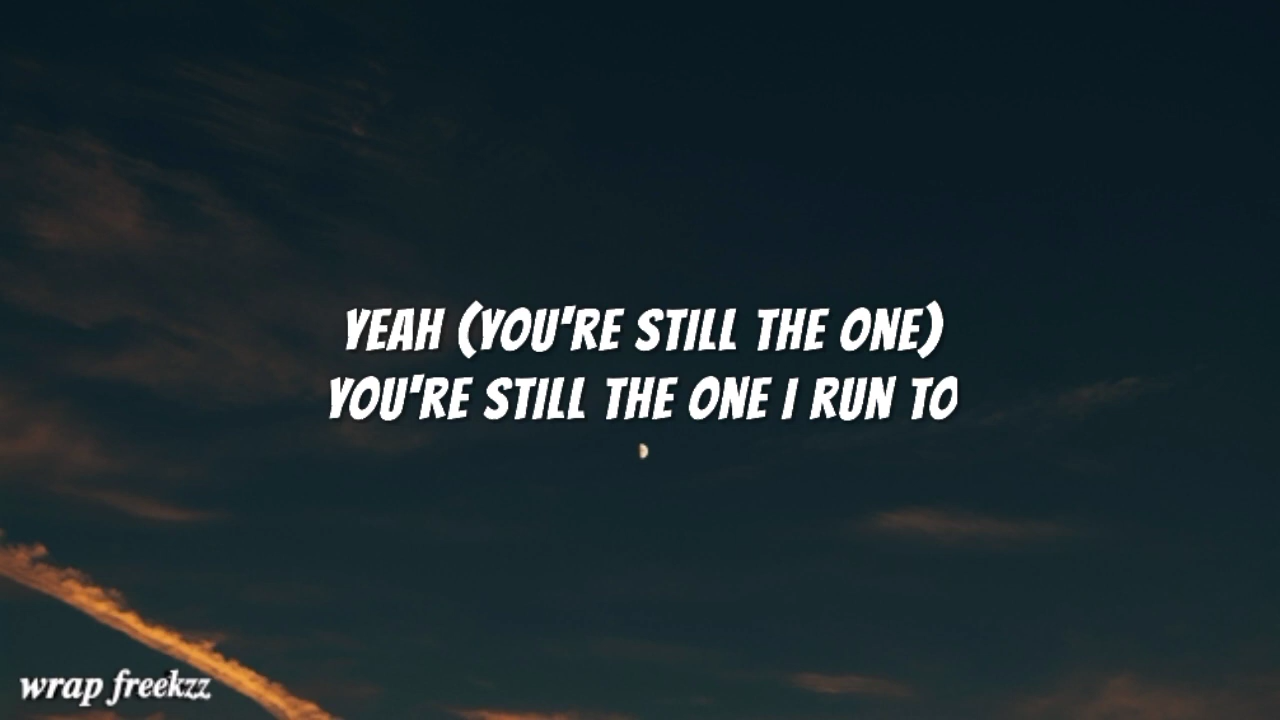 YEAH (YOU'RE STILL THE ONE)
YOU'RE STILL THE ONE I RUN TO
wrap freekzz